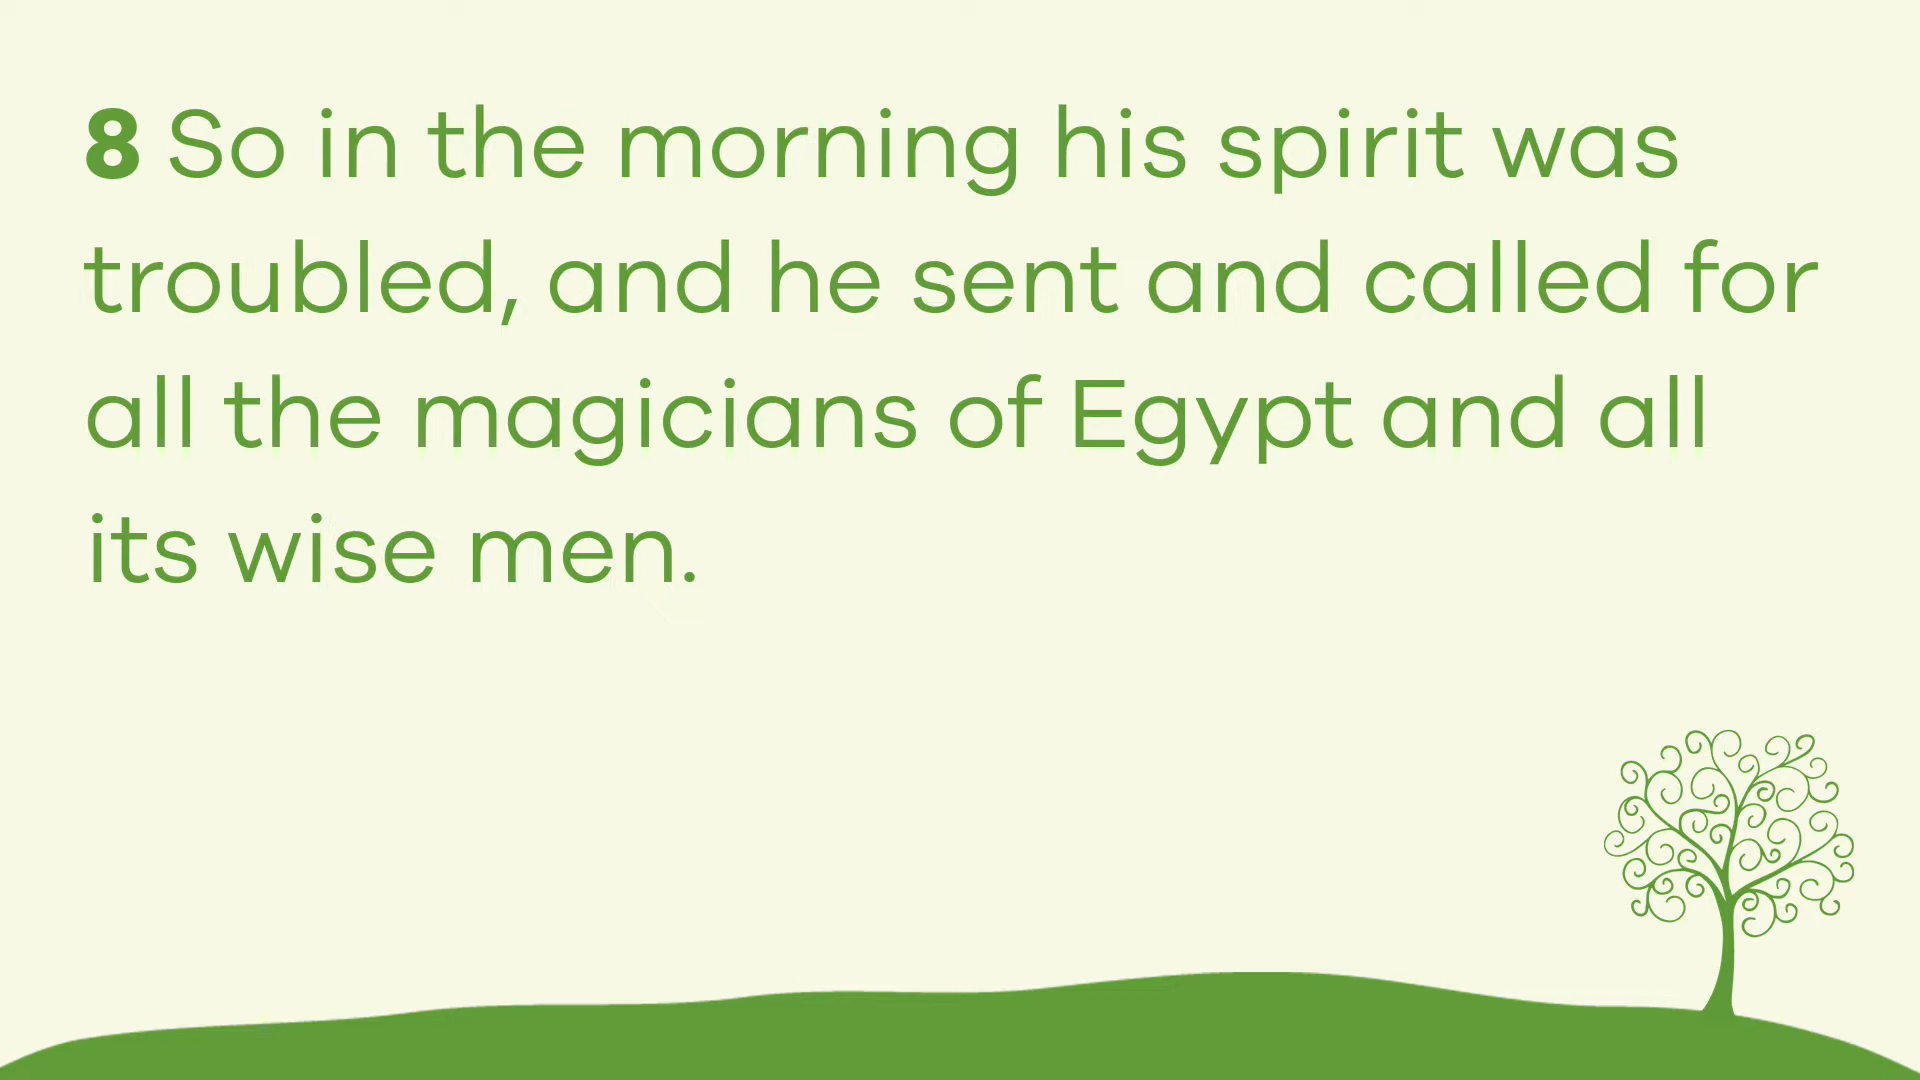 8 So in the morning his spirit was
troubled, and he sent and called for
all the magicians of Egypt and all
its wise men.